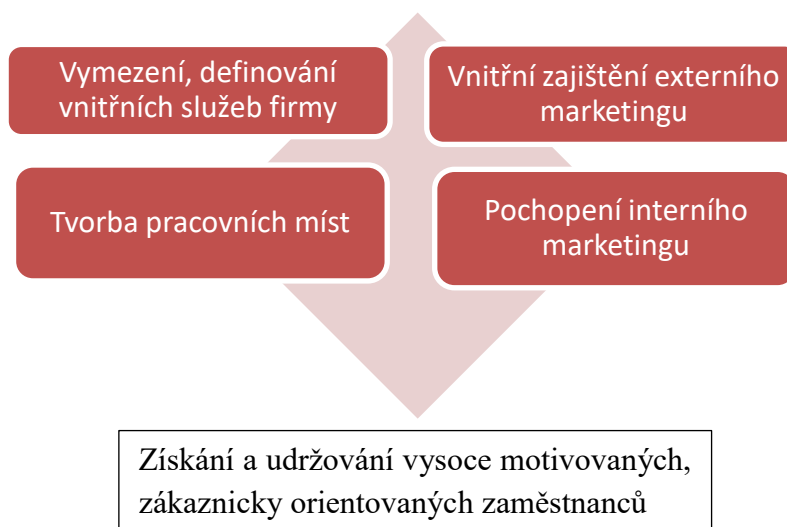 Vymezení, definování
vnitřních služeb firmy
Vnitřní zajištění externího
marketingu
Tvorba pracovních míst
Pochopení interního
marketingu
Získání a udržování vysoce motivovaných,
zákaznicky orientovaných zaměstnanců